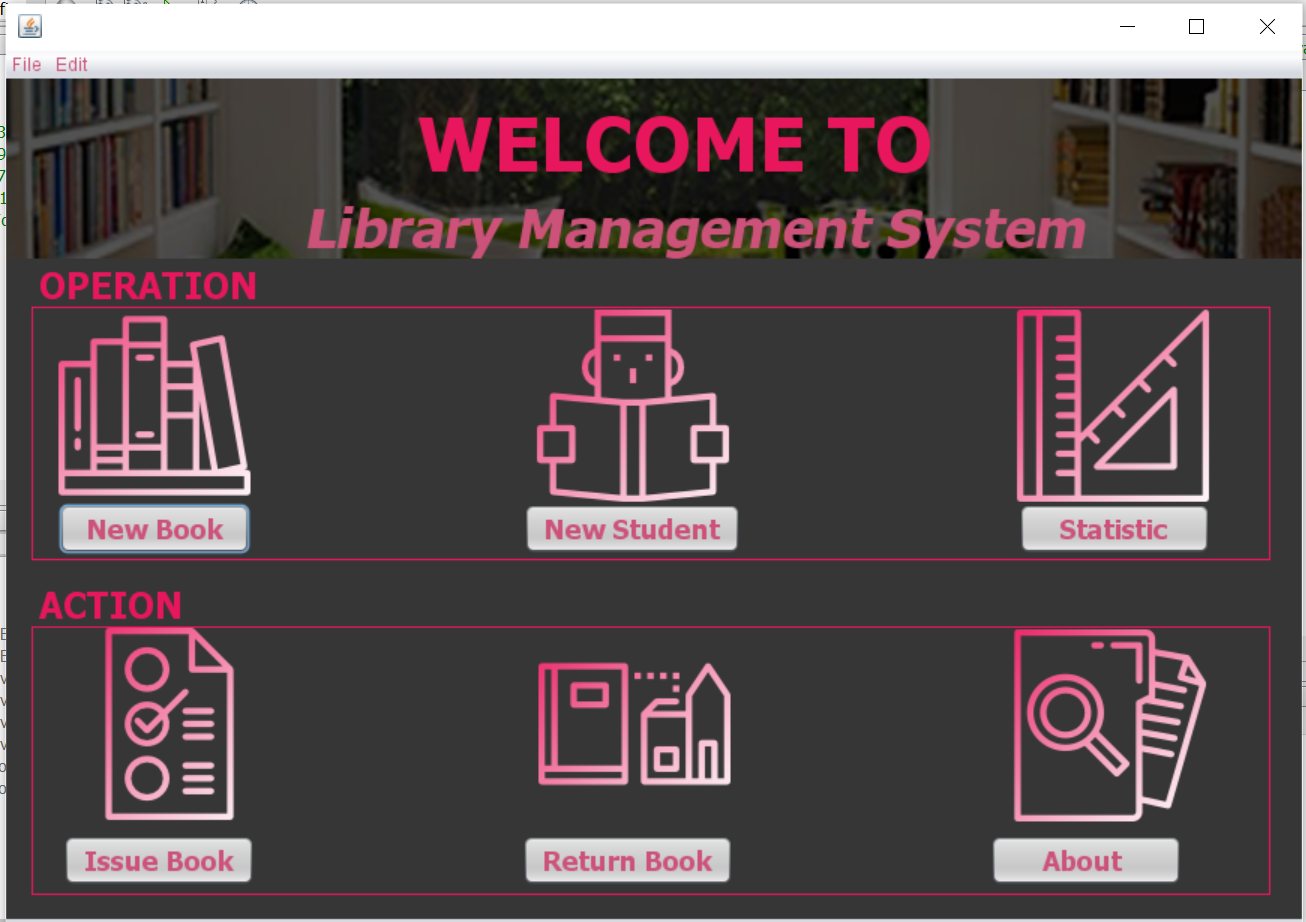 File Edit
WELCOME TO
Library Management System
OPERATION
New Book New Student Statistic
ACTION
Issue Book Return Book About